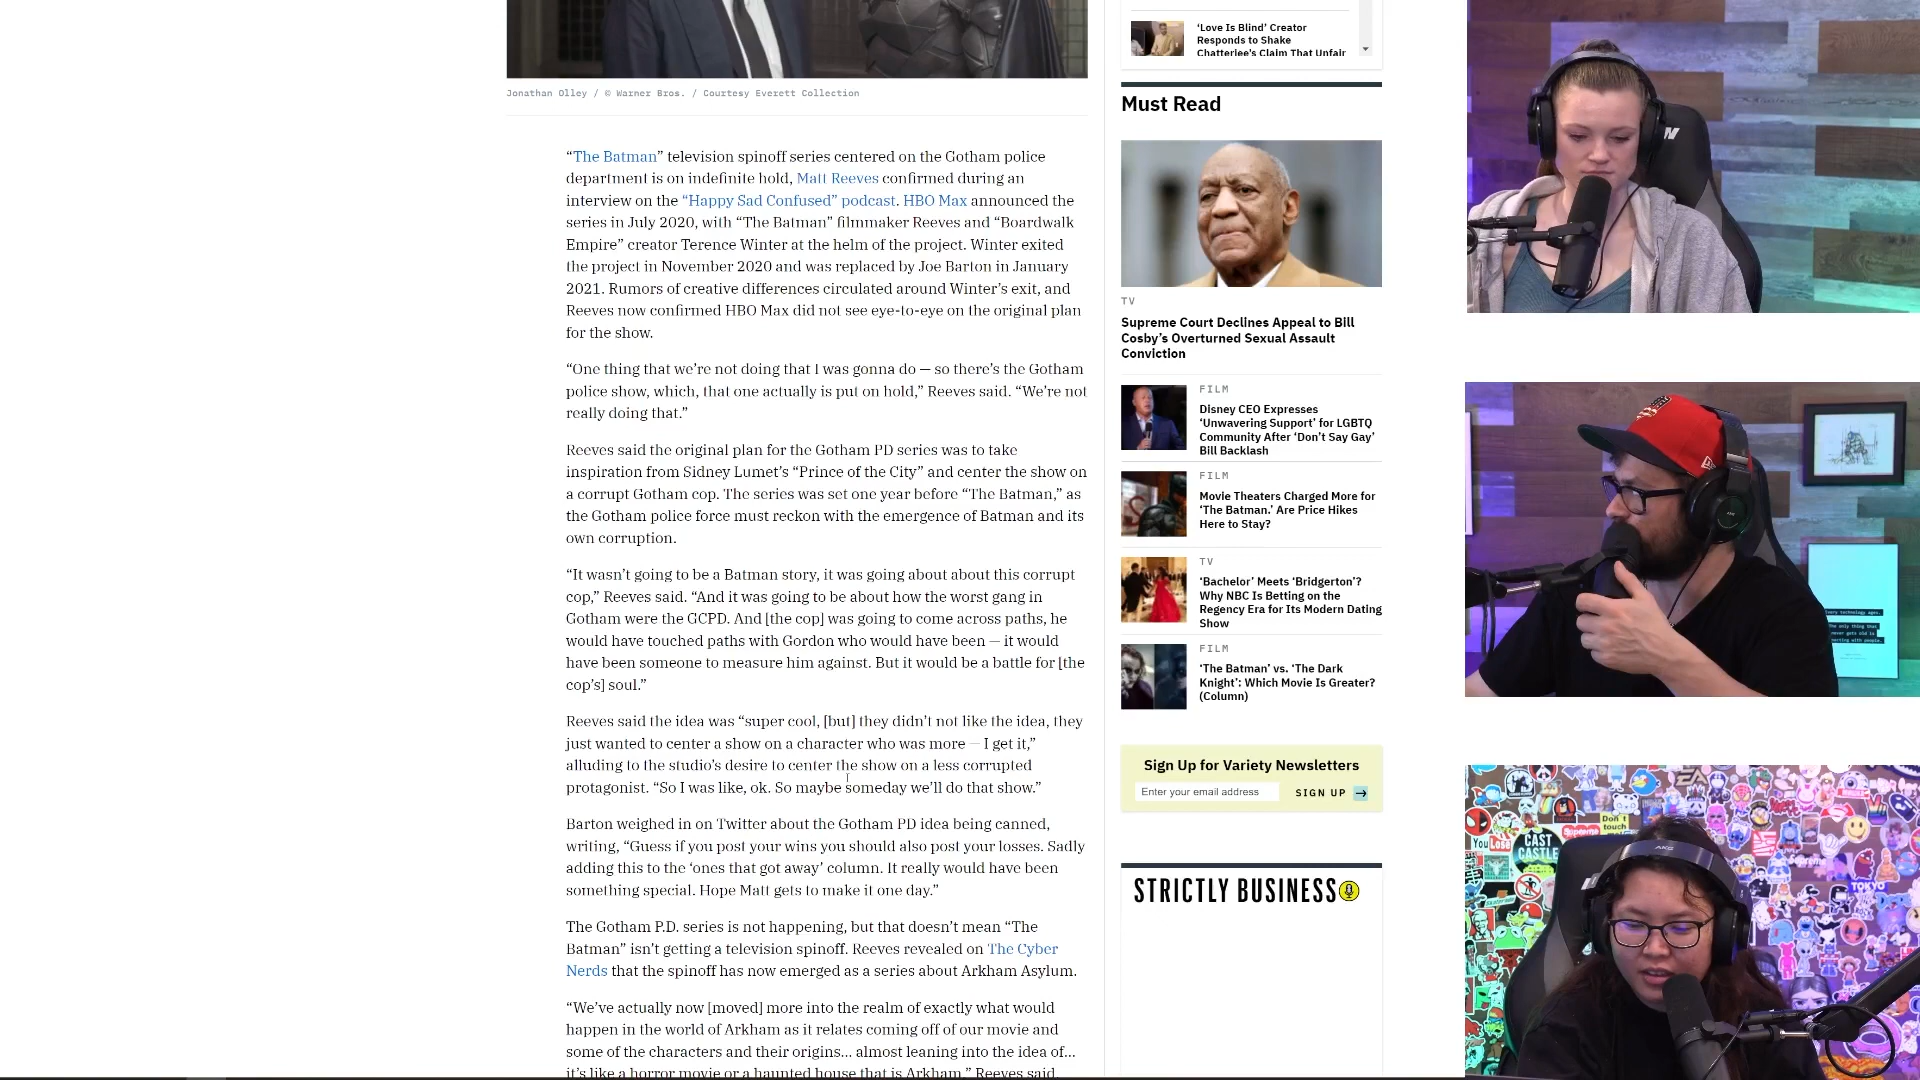 Jonathan Olley / © Warner Bros. / Courtesy Everett Collection
“The Batman” television spinoff series centered on the Gotham police
department is on indefinite hold, Matt Reeves confirmed during an
interview on the “Happy Sad Confused” podcast. HBO Max announced the
series in July 2020, with “The Batman” filmmaker Reeves and “Boardwalk
Empire” creator Terence Winter at the helm of the project. Winter exited
the project in November 2020 and was replaced by Joe Barton in January
2021. Rumors of creative differences circulated around Winter’s exit, and
Reeves now confirmed HBO Max did not see eye-to-eye on the original plan
for the show.
“One thing that we’re not doing that I was gonna do — so there’s the Gotham
police show, which, that one actually is put on hold,” Reeves said. “We’re not
really doing that.”
Reeves said the original plan for the Gotham PD series was to take
inspiration from Sidney Lumet’s “Prince of the City” and center the show on
a corrupt Gotham cop. The series was set one year before “The Batman,” as
the Gotham police force must reckon with the emergence of Batman and its
own corruption.
“It wasn’t going to be a Batman story, it was going about about this corrupt
cop,” Reeves said. “And it was going to be about how the worst gang in
Gotham were the GCPD. And [the cop] was going to come across paths, he
would have touched paths with Gordon who would have been — it would
have been someone to measure him against. But it would be a battle for [the
cop’s] soul.”
Reeves said the idea was “super cool, [but] they didn’t not like the idea, they
just wanted to center a show on a character who was more — I get it,”
alluding to the studio’s desire to center the show on a less corrupted
protagonist. “So I was like, ok. So maybe someday we’ll do that show.”
Barton weighed in on Twitter about the Gotham PD idea being canned,
writing, “Guess if you post your wins you should also post your losses. Sadly
adding this to the ‘ones that got away’ column. It really would have been
something special. Hope Matt gets to make it one day.”
The Gotham P.D. series is not happening, but that doesn’t mean “The
Batman” isn’t getting a television spinoff. Reeves revealed on The Cyber
Nerds that the spinoff has now emerged as a series about Arkham Asylum.
“We’ve actually now [moved] more into the realm of exactly what would
happen in the world of Arkham as it relates coming off of our movie and
some of the characters and their origins… almost leaning into the idea of…
it’s like a horror movie or a haunted house that is Arkham,” Reeves said.
‘Love Is Blind’ Creator
Responds to Shake
Chatterjee’s Claim That Unfair
Must Read
TV
Supreme Court Declines Appeal to Bill
Cosby’s Overturned Sexual Assault
Conviction
FILM
Disney CEO Expresses
‘Unwavering Support’ for LGBTQ
Community After ‘Don’t Say Gay’
Bill Backlash
FILM
Movie Theaters Charged More for
‘The Batman.’ Are Price Hikes
Here to Stay?
TV
‘Bachelor’ Meets ‘Bridgerton’?
Why NBC Is Betting on the
Regency Era for Its Modern Dating
Show
FILM
‘The Batman’ vs. ‘The Dark
Knight’: Which Movie Is Greater?
(Column)
Sign Up for Variety Newsletters
Enter your email address
SIGN UP
STRICTLY BUSINESS
EA
You Lose
Supreme
Don't
touch
CAST
CASTLE
AKG
TOKYO